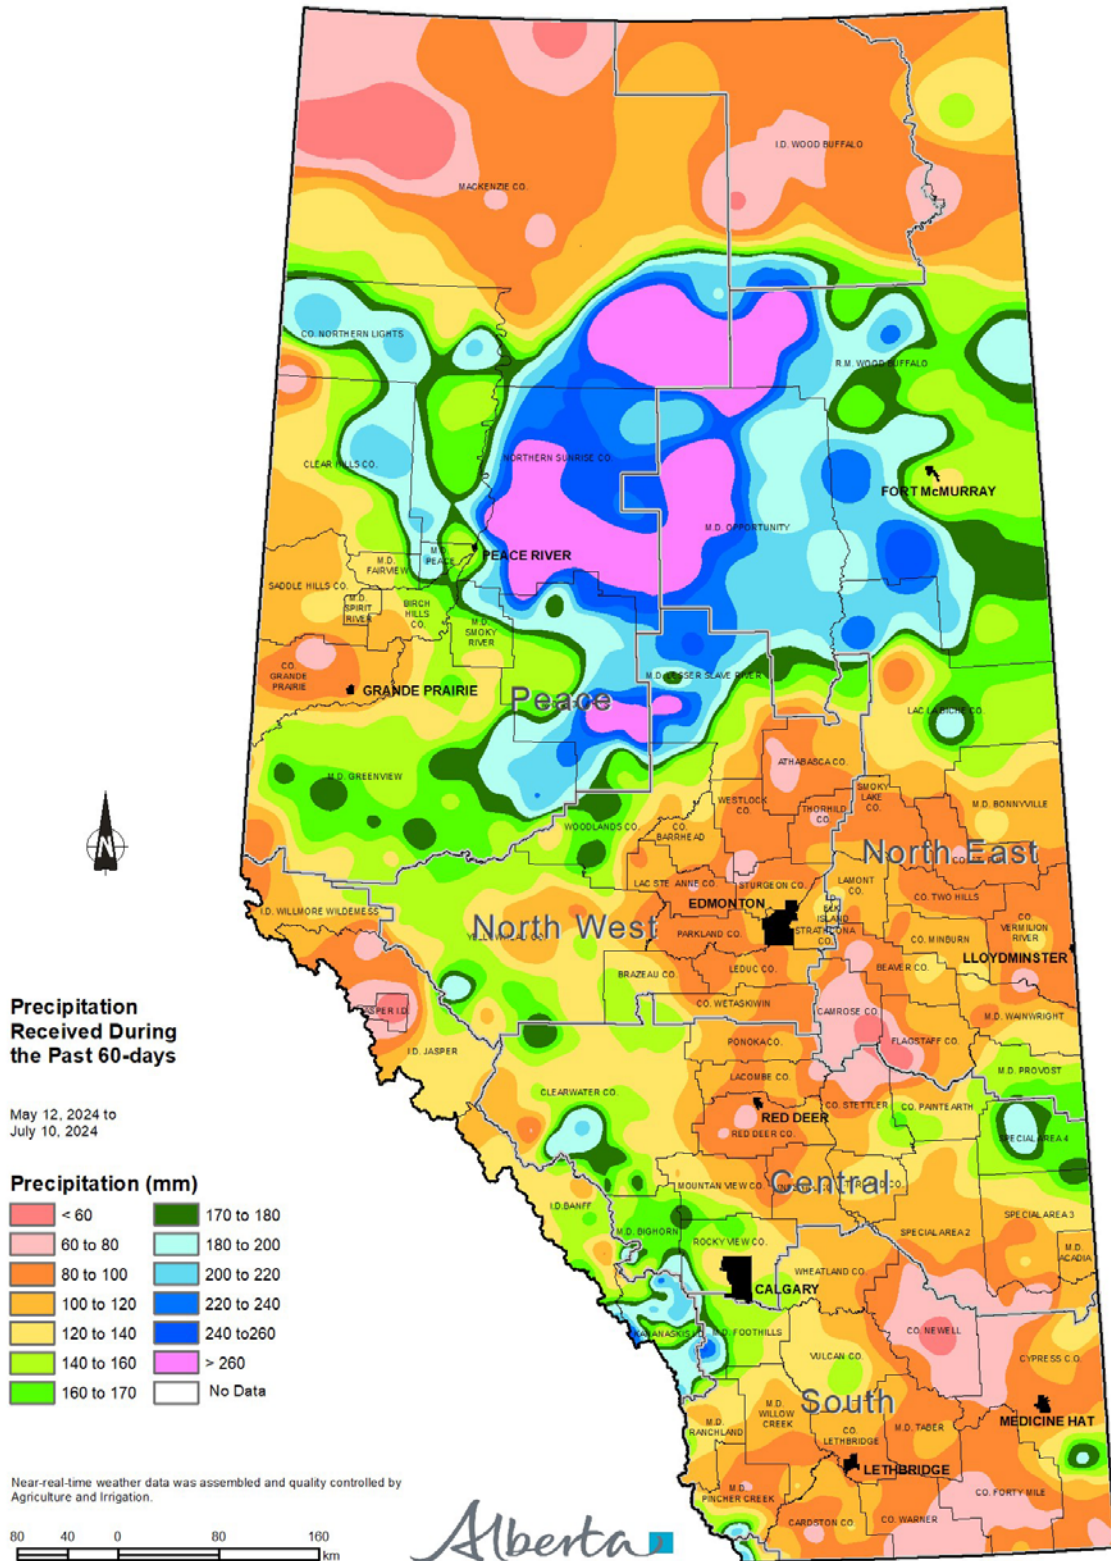 I.D. WOOD BUFFALO
MACKENZIE CO.
CO. NORTHERN LIGHTS
R.M. WOOD BUFFALO
CLEAR HILLS CO.
NORTHERN SUNRISE CO.
FORT McMURRAY
M.D. OPPORTUNITY
M.D.
PEACE
PEACE RIVER
M.D.
FAIRVIEW
SADDLE HILLS CO.
M.D.
SPIRIT
RIVER
BIRCH
HILLS
CO.
M.D.
SMOKY
RIVER
CO.
GRANDE
PRAIRIE
GRANDE PRAIRIE
M.D. LESSER SLAVE RIVER
Peace
LAC LA BICHE CO.
M.D. GREENVIEW
ATHABASCA CO.
WESTLOCK
CO.
THORHILD
CO.
SMOKY
LAKE
CO.
M.D. BONNYVILLE
WOODLANDS CO.
CO.
BARRHEAD
North East
LAC STE ANNE CO.
STURGEON CO.
LAMONT
CO.
CO. TWO HILLS
EDMONTON
ELK
ISLAND
I.D. WILLMORE WILDERNESS
North West
PARKLAND CO.
STRATHCONA
CO.
CO. MINBURN
CO.
VERMILION
RIVER
LLOYDMINSTER
BRAZEAU CO.
LEDUC CO.
BEAVER CO.
CO. WETASKIWIN
CAMROSE CO.
M.D. WAINWRIGHT
JASPER I.D.
I.D. JASPER
PONOKA CO.
FLAGSTAFF CO.
Precipitation
Received During
the Past 60-days
M.D. PROVOST
CLEARWATER CO.
LACOMBE CO.
CO. STETTLER
CO. PAINTEARTH
RED DEER
RED DEER CO.
SPECIAL AREA 4
May 12, 2024 to
July 10, 2024
MOUNTAIN VIEW CO.
Central
I.D. BANFF
SPECIAL AREA 3
M.D. BIGHORN
SPECIAL AREA 2
ROCKY VIEW CO.
M.D.
ACADIA
WHEATLAND CO.
CALGARY
KANANASKIS I.D.
M.D. FOOTHILLS
CO. NEWELL
VULCAN CO.
CYPRESS CO.
South
M.D.
WILLOW
CREEK
M.D.
RANCHLAND
CO.
LETHBRIDGE
M.D. TABER
MEDICINE HAT
LETHBRIDGE
M.D.
PINCHER CREEK
CO. FORTY MILE
CARDSTON CO.
CO. WARNER
N
Precipitation (mm)
< 60
60 to 80
80 to 100
100 to 120
120 to 140
140 to 160
160 to 170
170 to 180
180 to 200
200 to 220
220 to 240
240 to260
> 260
No Data
Near-real-time weather data was assembled and quality controlled by
Agriculture and Irrigation.
80 40 0 80 160
km
Alberta